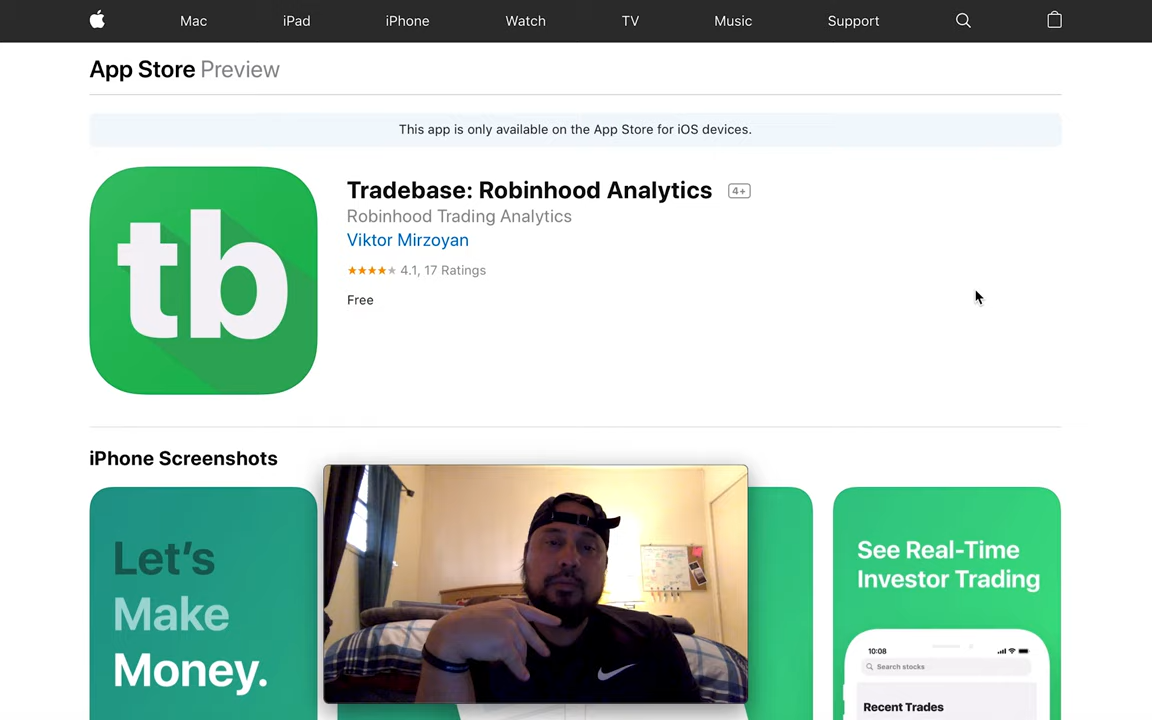 Mac iPad iPhone Watch TV Music Support
App Store Preview
This app is only available on the App Store for iOS devices.
tb
Tradebase: Robinhood Analytics 4+
Robinhood Trading Analytics
Viktor Mirzoyan
4.1, 17 Ratings
Free
iPhone Screenshots
Let's
Make
Money.
See Real-Time
Investor Trading
10:08
Search stocks
Recent Trades